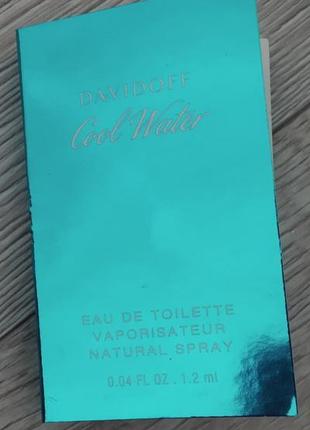 DAVIDOFF
Cool Water
EAU DE TOILETTE
VAPORISATEUR
NATURAL SPRAY
0.04 FL OZ . 1.2 ml